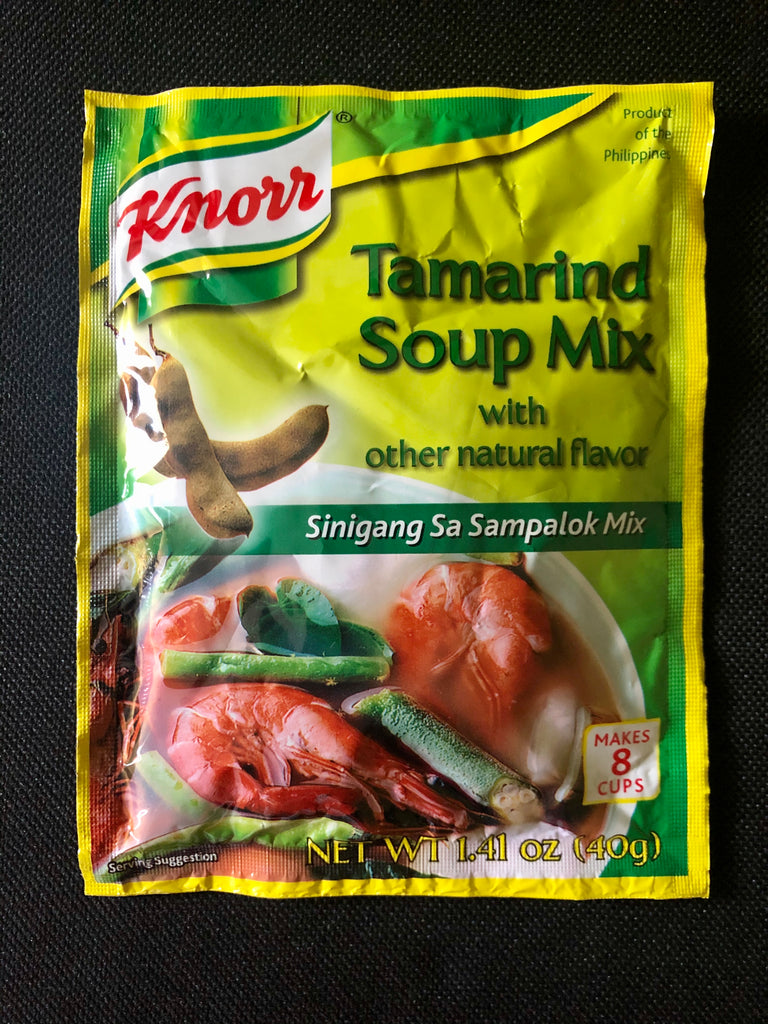 Knorr®
Product
of the
Philippines
Tamarind
Soup Mix
with
other natural flavor
Sinigang Sa Sampalok Mix
MAKES
8
CUPS
Serving Suggestion
NET WT 1.41 oz (40g)